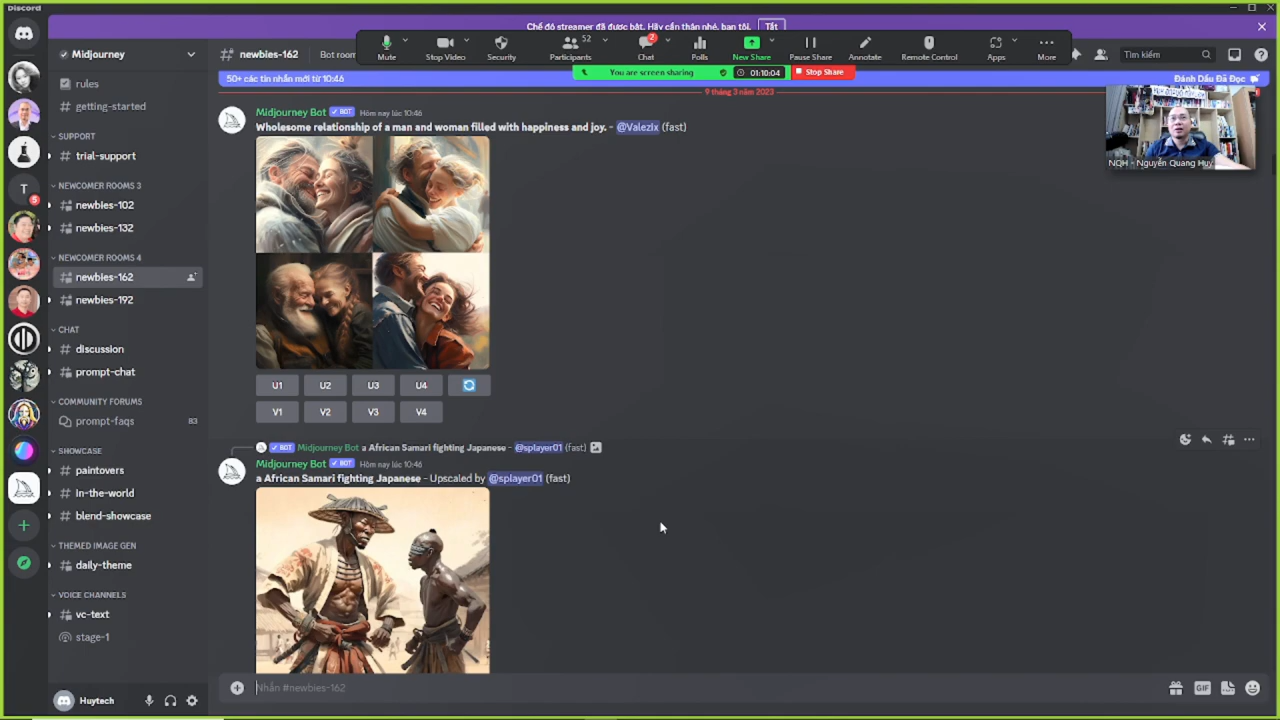 Discord
Chế độ streamer đã được bật. Hãy cẩn thận nhé, bạn tôi. Tắt
Midjourney
newbies-162
Bot room
Mute
Stop Video
Security
Participants
52
Chat
2
Polls
New Share
Pause Share
Annotate
Remote Control
Apps
More
Tìm kiếm
You are screen sharing
01:10:04
Stop Share
50+ các tin nhắn mới từ 10:46
Đánh Dấu Đã Đọc
9 tháng 3 năm 2023
rules
getting-started
SUPPORT
trial-support
NEWCOMER ROOMS 3
newbies-102
newbies-132
NEWCOMER ROOMS 4
newbies-162
newbies-192
CHAT
discussion
prompt-chat
COMMUNITY FORUMS
prompt-faqs
83
SHOWCASE
paintovers
in-the-world
blend-showcase
THEMED IMAGE GEN
daily-theme
VOICE CHANNELS
vc-text
stage-1
T
5
Huytech
Midjourney Bot BOT Hôm nay lúc 10:46
Wholesome relationship of a man and woman filled with happiness and joy. - @Valezix (fast)
U1 U2 U3 U4
V1 V2 V3 V4
BOT Midjourney Bot a African Samari fighting Japanese - @splayer01 (fast)
Midjourney Bot BOT Hôm nay lúc 10:46
a African Samari fighting Japanese - Upscaled by @splayer01 (fast)
NQH - Nguyễn Quang Huy
Nhắn #newbies-162
GIF